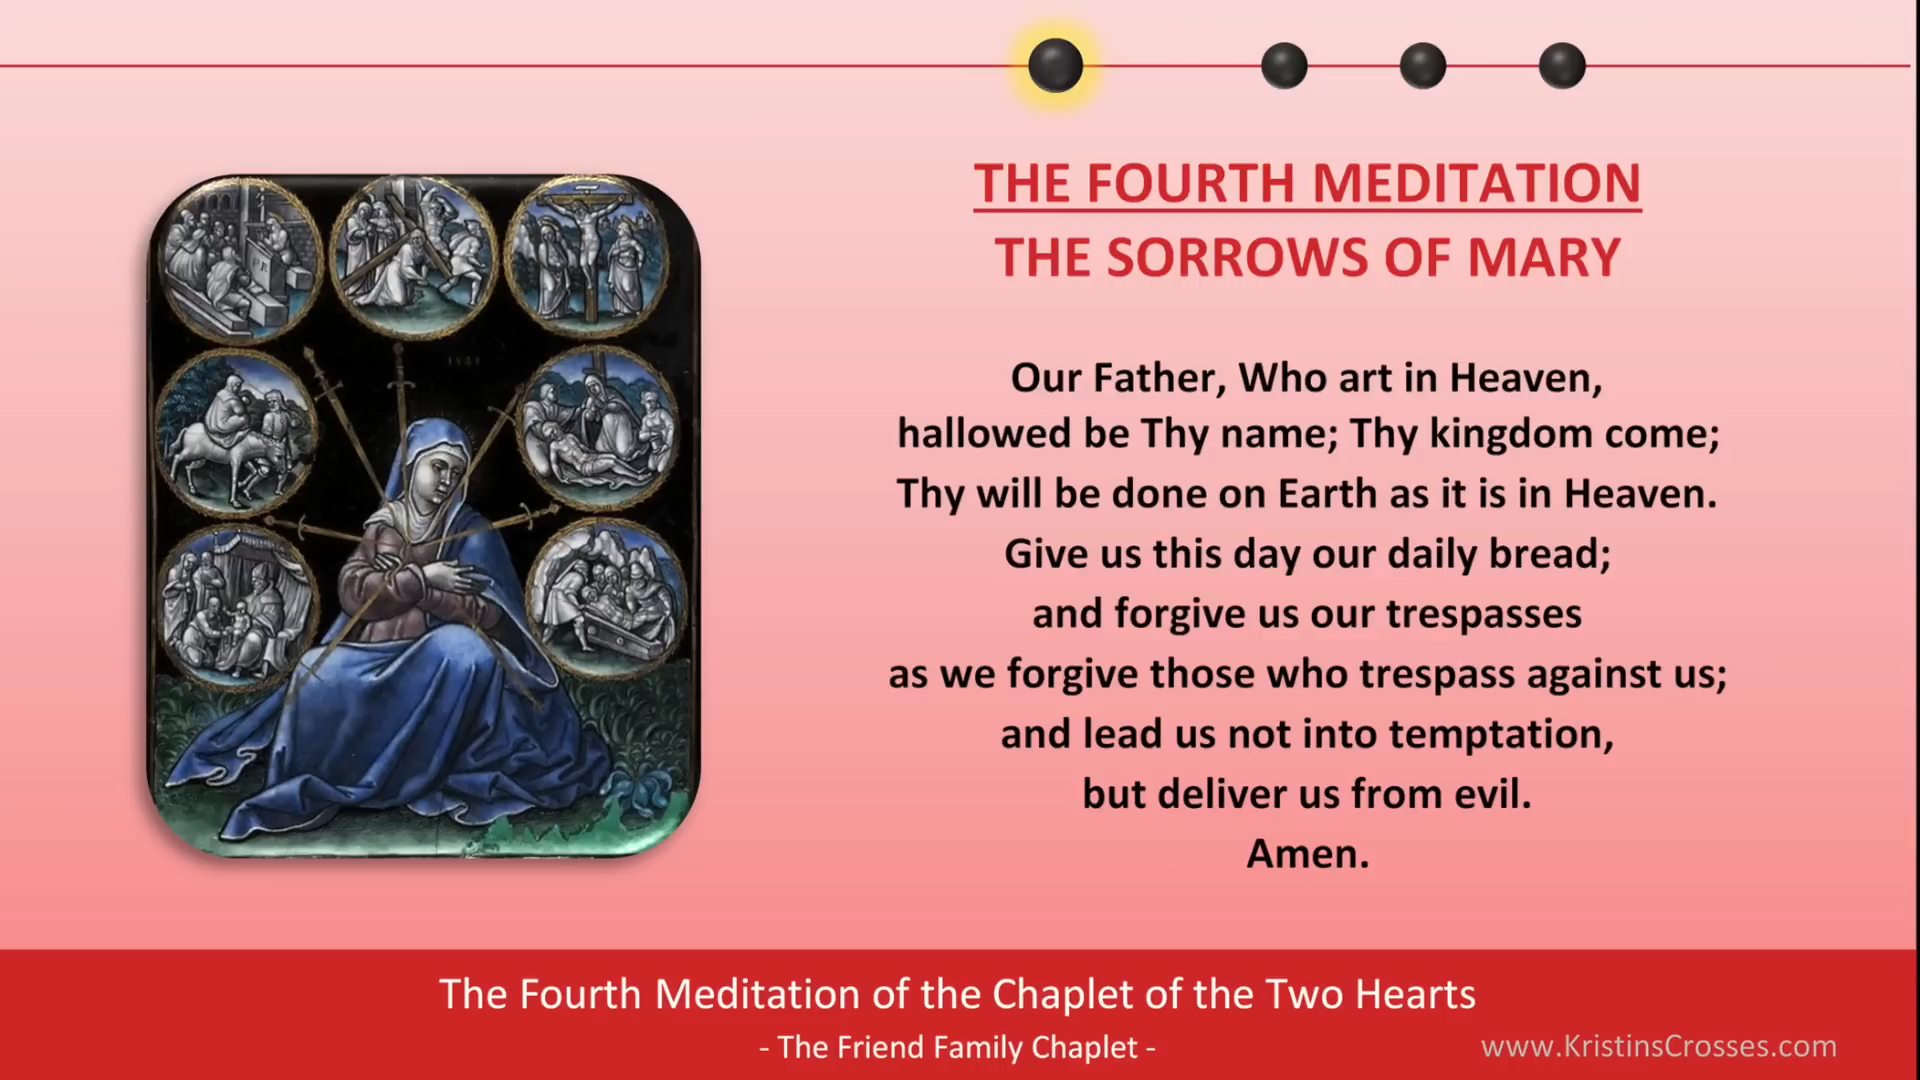 THE FOURTH MEDITATION
THE SORROWS OF MARY
Our Father, Who art in Heaven,
hallowed be Thy name; Thy kingdom come;
Thy will be done on Earth as it is in Heaven.
Give us this day our daily bread;
and forgive us our trespasses
as we forgive those who trespass against us;
and lead us not into temptation,
but deliver us from evil.
Amen.
The Fourth Meditation of the Chaplet of the Two Hearts
- The Friend Family Chaplet -
www.KristinsCrosses.com